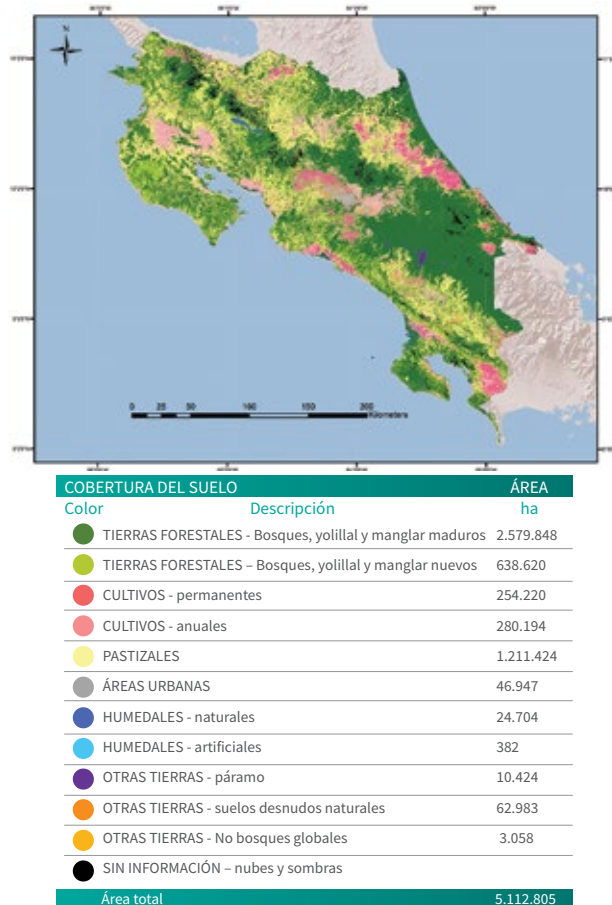 N
0 25 50 100 150 200
Kilometers
COBERTURA DEL SUELO ÁREA
Color Descripción ha
TIERRAS FORESTALES - Bosques, yolillal y manglar maduros 2.579.848
TIERRAS FORESTALES – Bosques, yolillal y manglar nuevos 638.620
CULTIVOS - permanentes 254.220
CULTIVOS - anuales 280.194
PASTIZALES 1.211.424
ÁREAS URBANAS 46.947
HUMEDALES - naturales 24.704
HUMEDALES - artificiales 382
OTRAS TIERRAS - páramo 10.424
OTRAS TIERRAS - suelos desnudos naturales 62.983
OTRAS TIERRAS - No bosques globales 3.058
SIN INFORMACIÓN – nubes y sombras
Área total 5.112.805